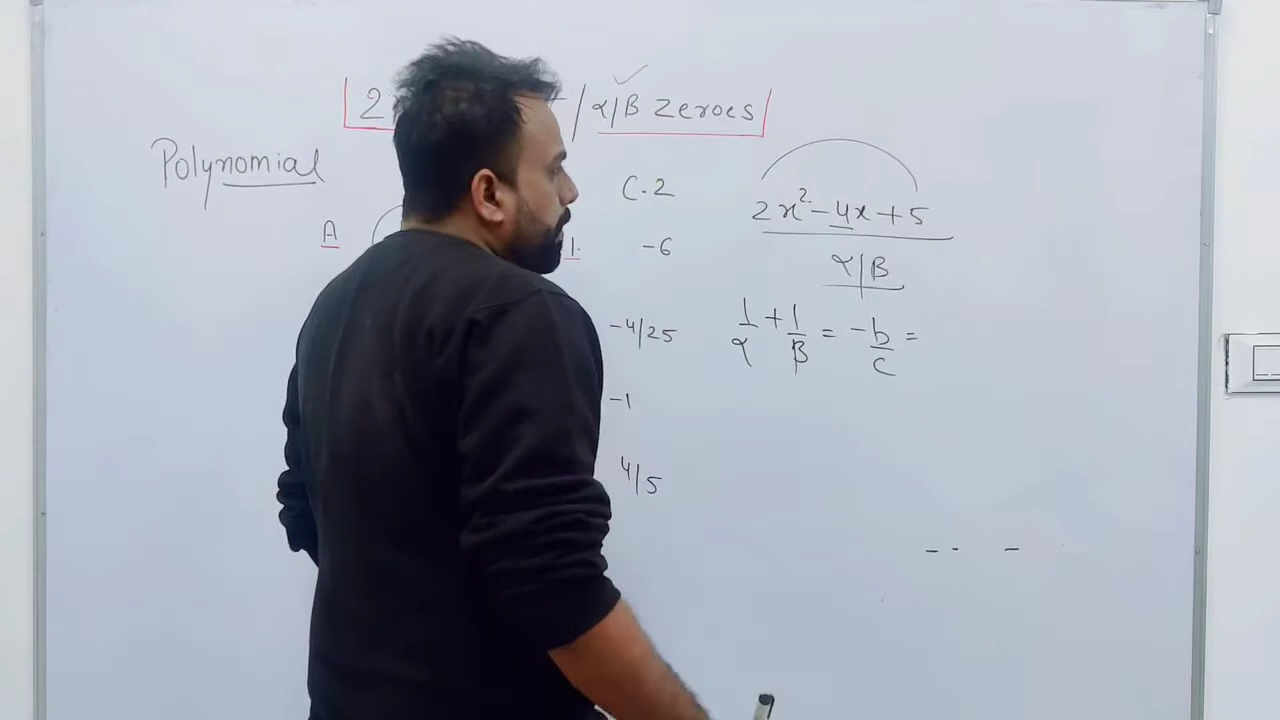 2 / α/β zeroes
Polynomial
C.2
2x² - 4x + 5
A
1. -6
α/β
-4/25
1/α + 1/β = -b/c =
-1
4/5